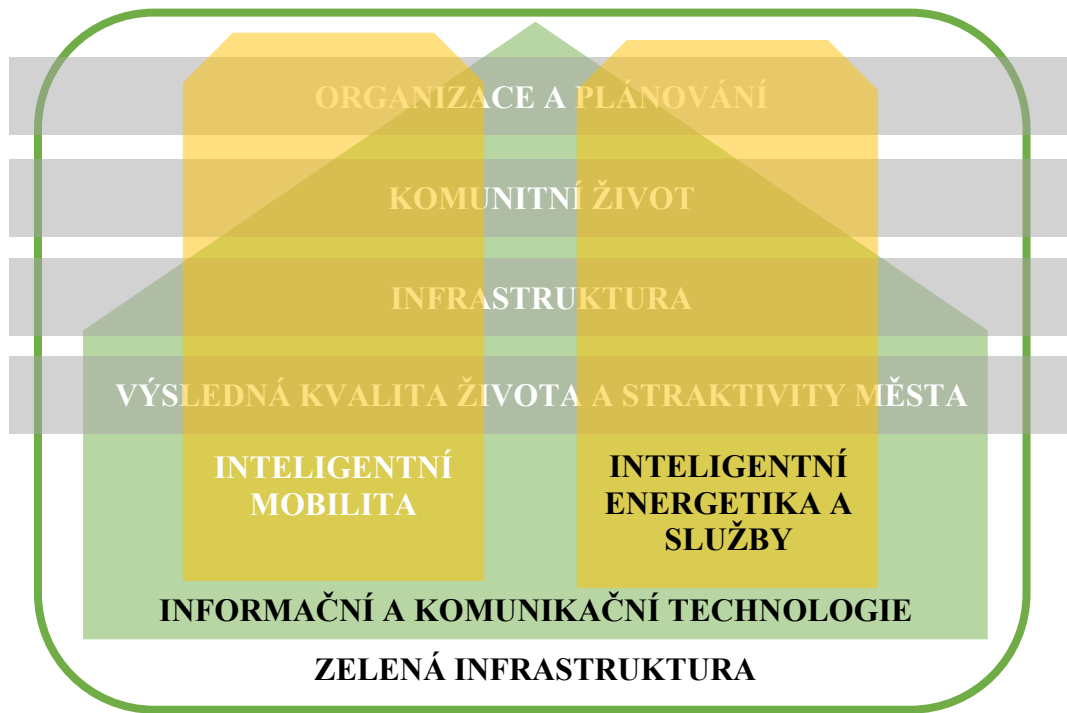 ORGANIZACE A PLÁNOVÁNÍ
KOMUNITNÍ ŽIVOT
INFRASTRUKTURA
VÝSLEDNÁ KVALITA ŽIVOTA A STRAKTIVITY MĚSTA
INTELIGENTNÍ
MOBILITA
INTELIGENTNÍ
ENERGETIKA A
SLUŽBY
INFORMAČNÍ A KOMUNIKAČNÍ TECHNOLOGIE
ZELENÁ INFRASTRUKTURA